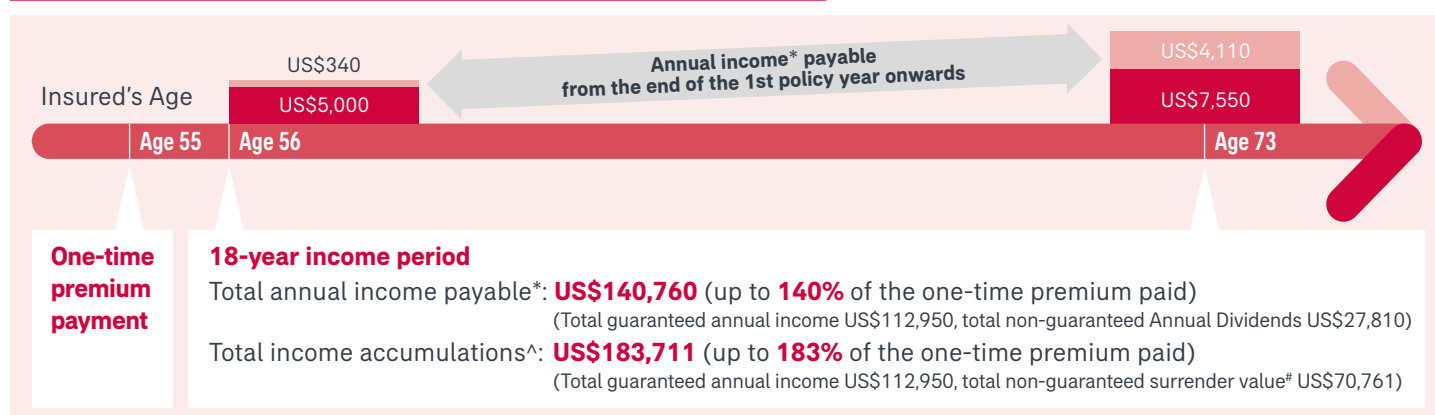 US$340
US$5,000
Annual income* payable
from the end of the 1st policy year onwards
US$4,110
US$7,550
Insured's Age
Age 55
Age 56
Age 73
One-time
premium
payment
18-year income period
Total annual income payable*: US$140,760 (up to 140% of the one-time premium paid)
(Total guaranteed annual income US$112,950, total non-guaranteed Annual Dividends US$27,810)
Total income accumulations^: US$183,711 (up to 183% of the one-time premium paid)
(Total guaranteed annual income US$112,950, total non-guaranteed surrender value# US$70,761)